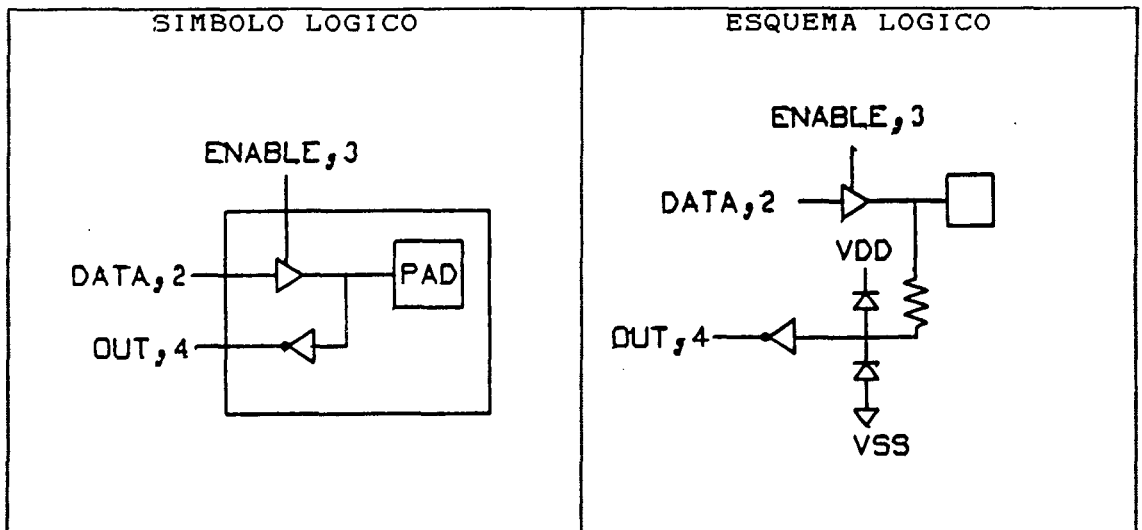 SIMBOLO LOGICO
ENABLE,3
DATA,2
PAD
OUT,4
ESQUEMA LOGICO
ENABLE,3
DATA,2
VDD
OUT,4
VSS